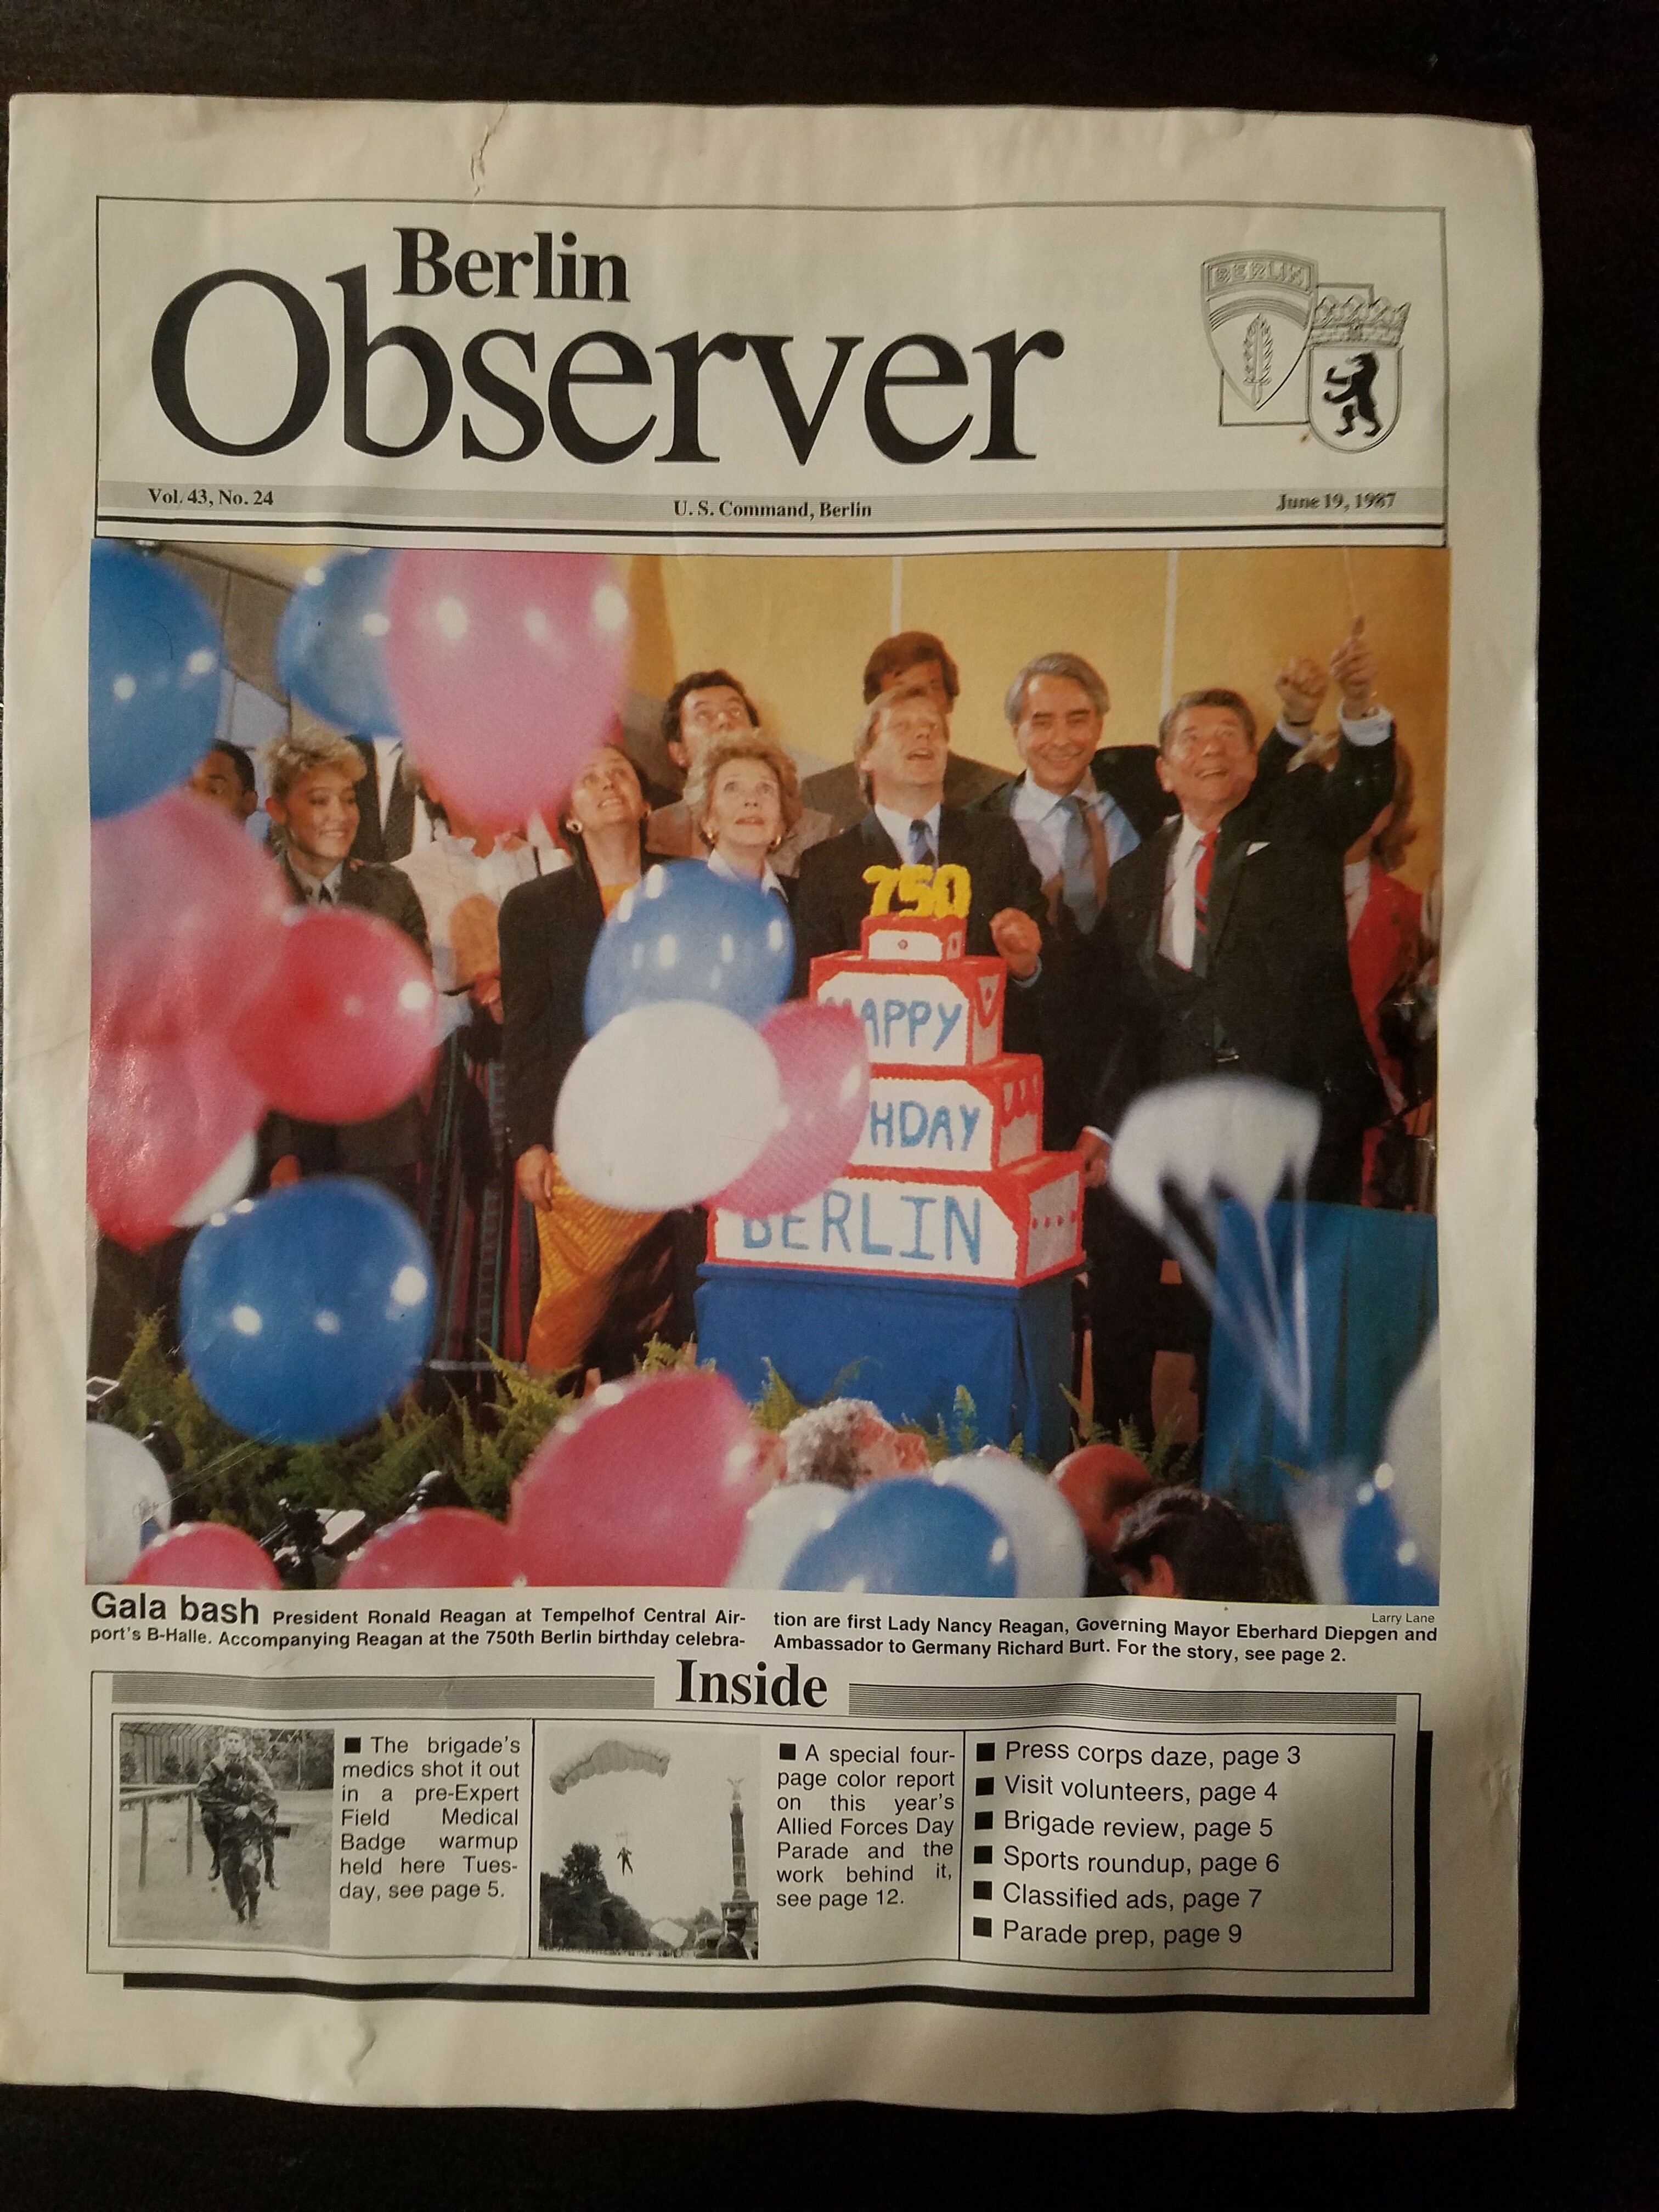 Berlin
Observer
BERLIN
Vol. 43, No. 24
U. S. Command, Berlin
June 19, 1987
750
APPY
HDAY
BERLIN
Larry Lane
Gala bash President Ronald Reagan at Tempelhof Central Air-
port's B-Halle. Accompanying Reagan at the 750th Berlin birthday celebra-
tion are first Lady Nancy Reagan, Governing Mayor Eberhard Diepgen and
Ambassador to Germany Richard Burt. For the story, see page 2.
Inside
■ The brigade's
medics shot it out
in a pre-Expert
Field Medical
Badge warmup
held here Tues-
day, see page 5.
■ A special four-
page color report
on this year's
Allied Forces Day
Parade and the
work behind it,
see page 12.
■ Press corps daze, page 3
■ Visit volunteers, page 4
■ Brigade review, page 5
■ Sports roundup, page 6
■ Classified ads, page 7
■ Parade prep, page 9